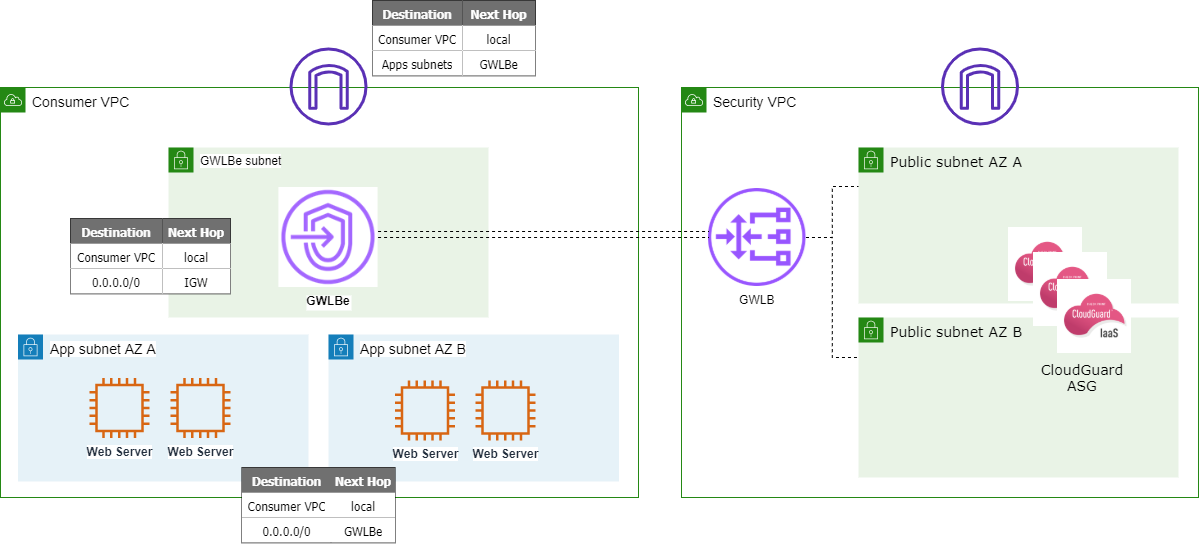 Destination Next Hop
Consumer VPC local
Apps subnets GWLBe
Consumer VPC
Security VPC
GWLBe subnet
Public subnet AZ A
Destination Next Hop
Consumer VPC local
0.0.0.0/0 IGW
GWLBe
GWLB
CloudGuard
IaaS
Public subnet AZ B
App subnet AZ A
App subnet AZ B
CloudGuard
ASG
Web Server
Web Server
Web Server
Web Server
Destination Next Hop
Consumer VPC local
0.0.0.0/0 GWLBe